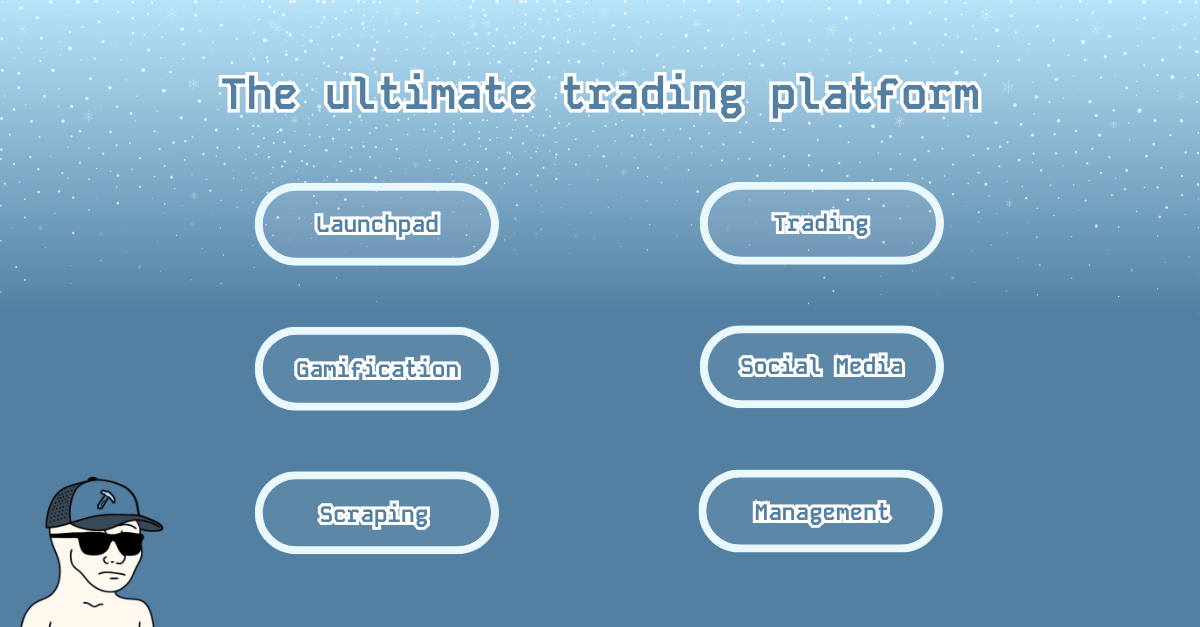 The ultimate trading platform
Launchpad
Trading
Gamification
Social Media
Scraping
Management